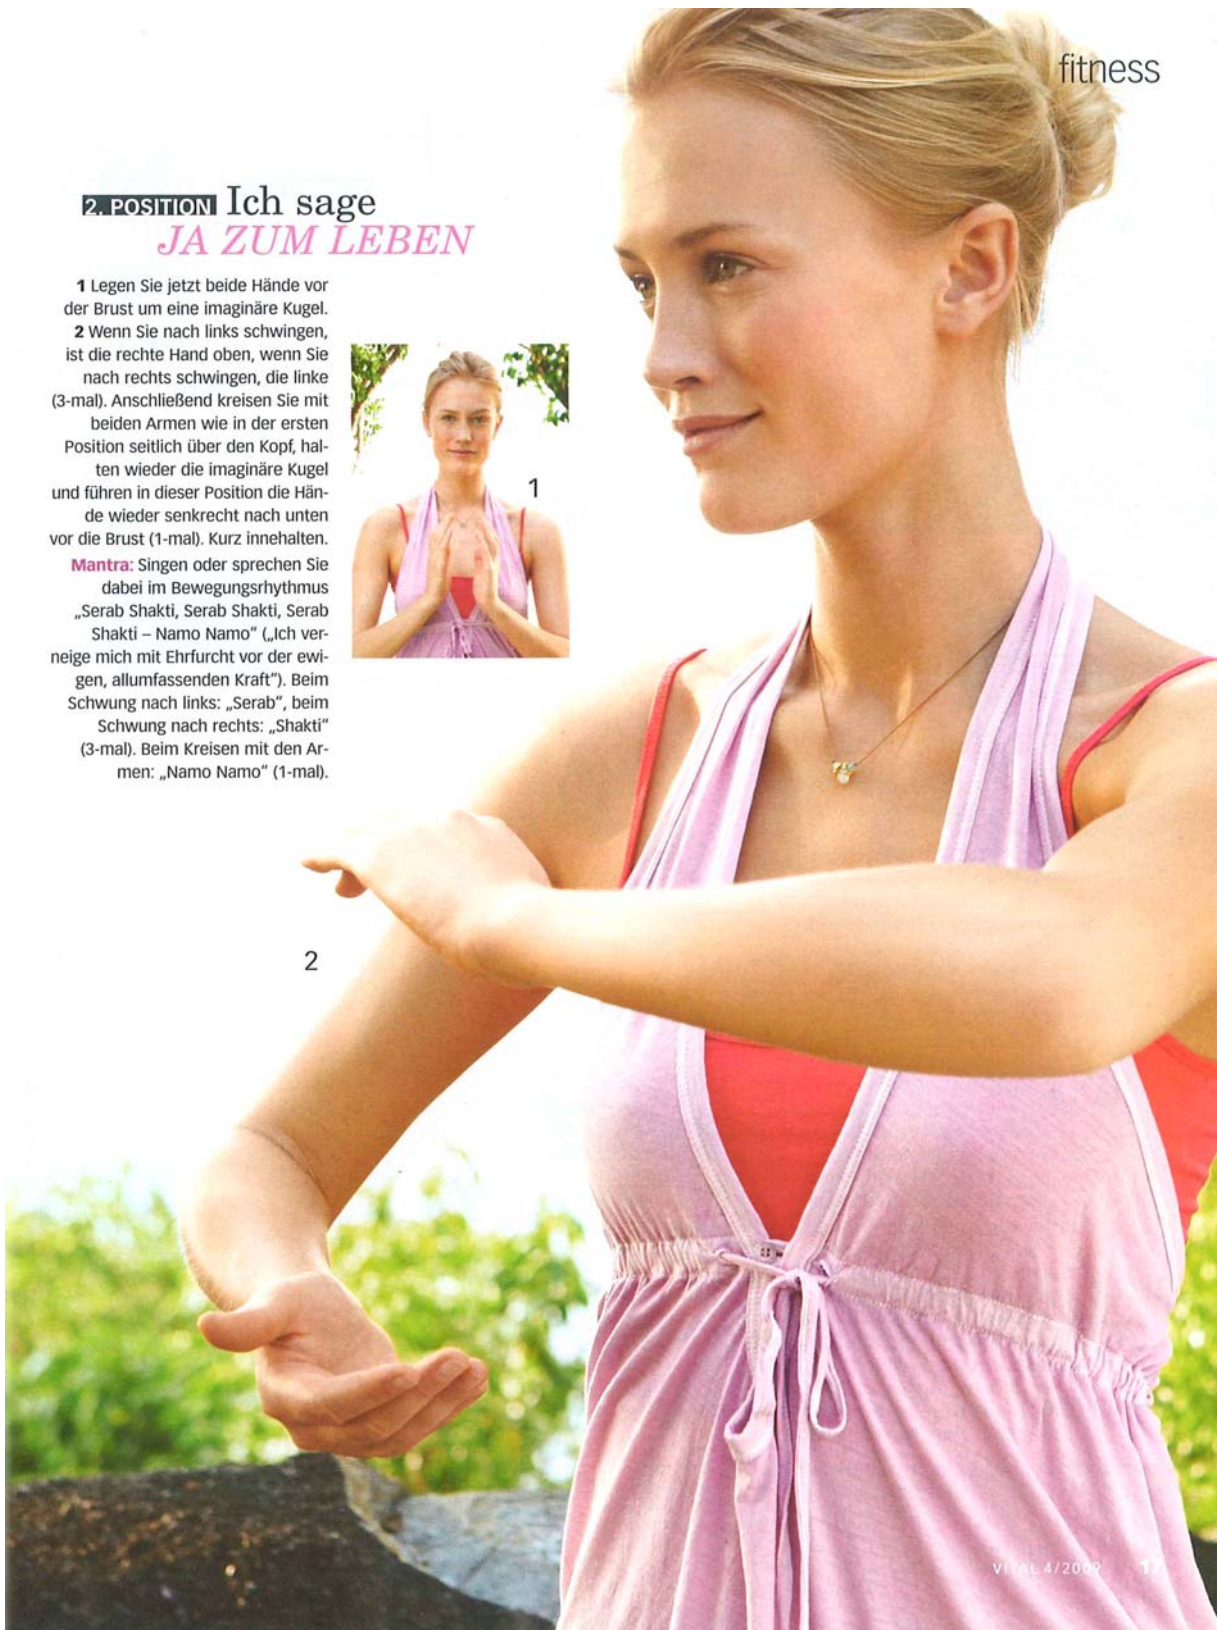 fitness
2. POSITION Ich sage
JA ZUM LEBEN
1 Legen Sie jetzt beide Hände vor
der Brust um eine imaginäre Kugel.
2 Wenn Sie nach links schwingen,
ist die rechte Hand oben, wenn Sie
nach rechts schwingen, die linke
(3-mal). Anschließend kreisen Sie mit
beiden Armen wie in der ersten
Position seitlich über den Kopf, hal-
ten wieder die imaginäre Kugel
und führen in dieser Position die Hän-
de wieder senkrecht nach unten
vor die Brust (1-mal). Kurz innehalten.
Mantra: Singen oder sprechen Sie
dabei im Bewegungsrhythmus
„Serab Shakti, Serab Shakti, Serab
Shakti – Namo Namo“ („Ich ver-
neige mich mit Ehrfurcht vor der ewi-
gen, allumfassenden Kraft“). Beim
Schwung nach links: „Serab“, beim
Schwung nach rechts: „Shakti“
(3-mal). Beim Kreisen mit den Ar-
men: „Namo Namo“ (1-mal).
1
2
VITAL 4/2009 17